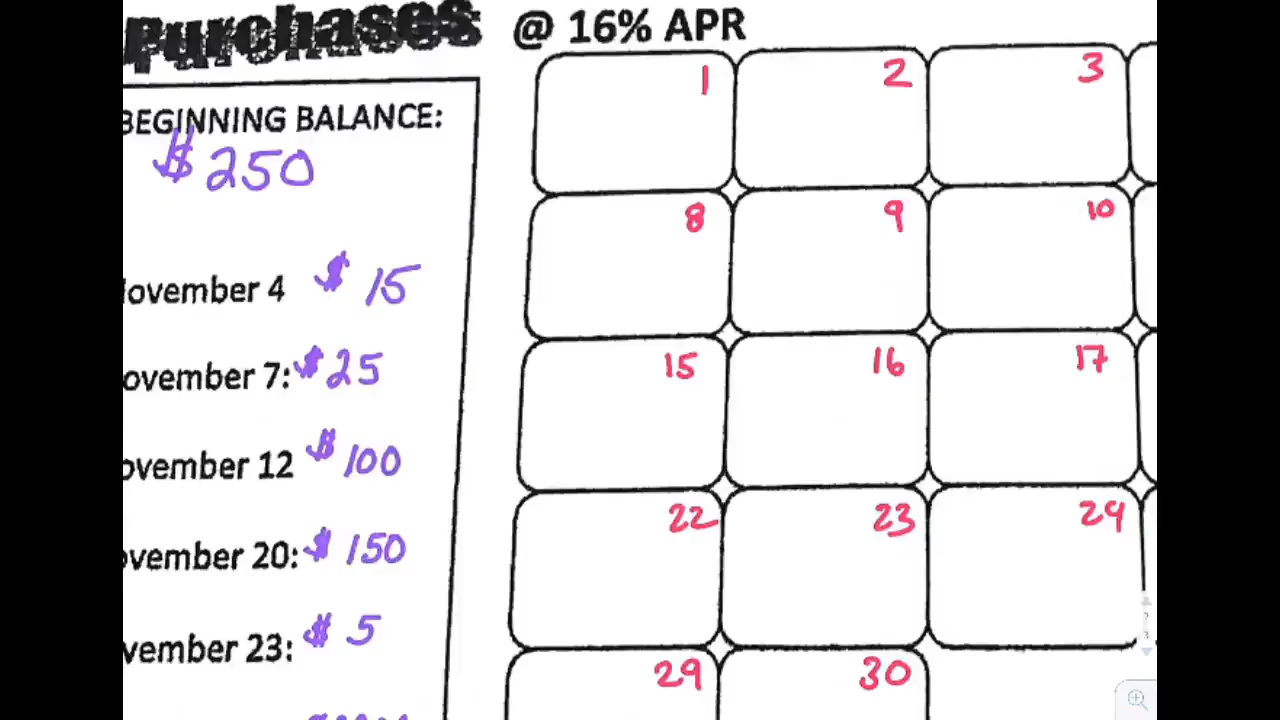 Purchases @ 16% APR
BEGINNING BALANCE:
$250
ovember 4 $ 15
ovember 7: $25
ovember 12 $100
ovember 20: $150
vember 23: $5
1 2 3
8 9 10
15 16 17
22 23 24
29 30